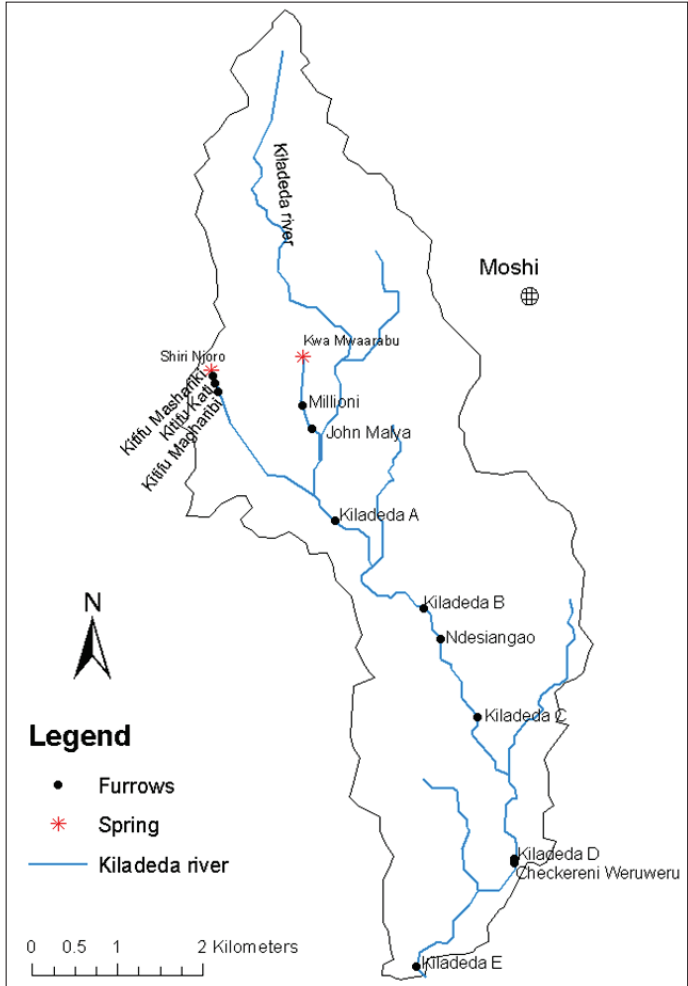 Kiladeda river
Moshi
Kwa Mwaarabu
Shiri Njoro
Kitifu Mashariki
Kitifu Kati
Kitifu Magharibi
Millioni
John Malya
Kiladeda A
Kiladeda B
Ndesiangao
Kiladeda C
N
Legend
Furrows
Spring
Kiladeda river
Kiladeda D
Checkereni Weruweru
0 0.5 1 2 Kilometers
Kiladeda E